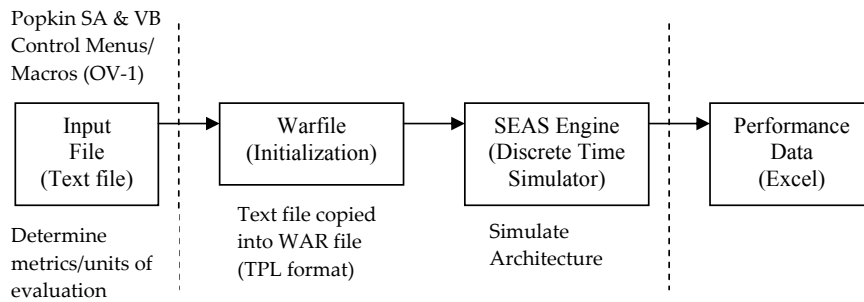 Popkin SA & VB
Control Menus/
Macros (OV-1)
Input
File
(Text file)
Warfile
(Initialization)
SEAS Engine
(Discrete Time
Simulator)
Performance
Data
(Excel)
Determine
metrics/units of
evaluation
Text file copied
into WAR file
(TPL format)
Simulate
Architecture